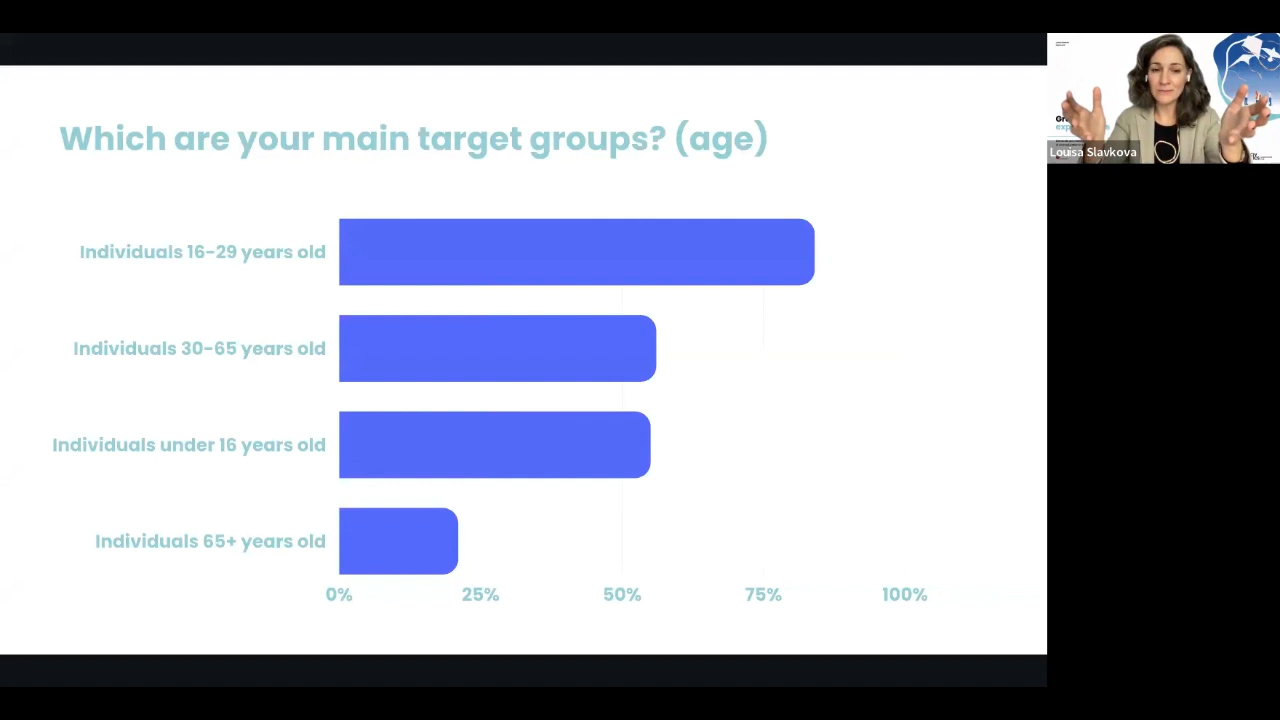 Which are your main target groups? (age)
Individuals 16-29 years old
Individuals 30-65 years old
Individuals under 16 years old
Individuals 65+ years old
0% 25% 50% 75% 100%
Louisa Slavkova